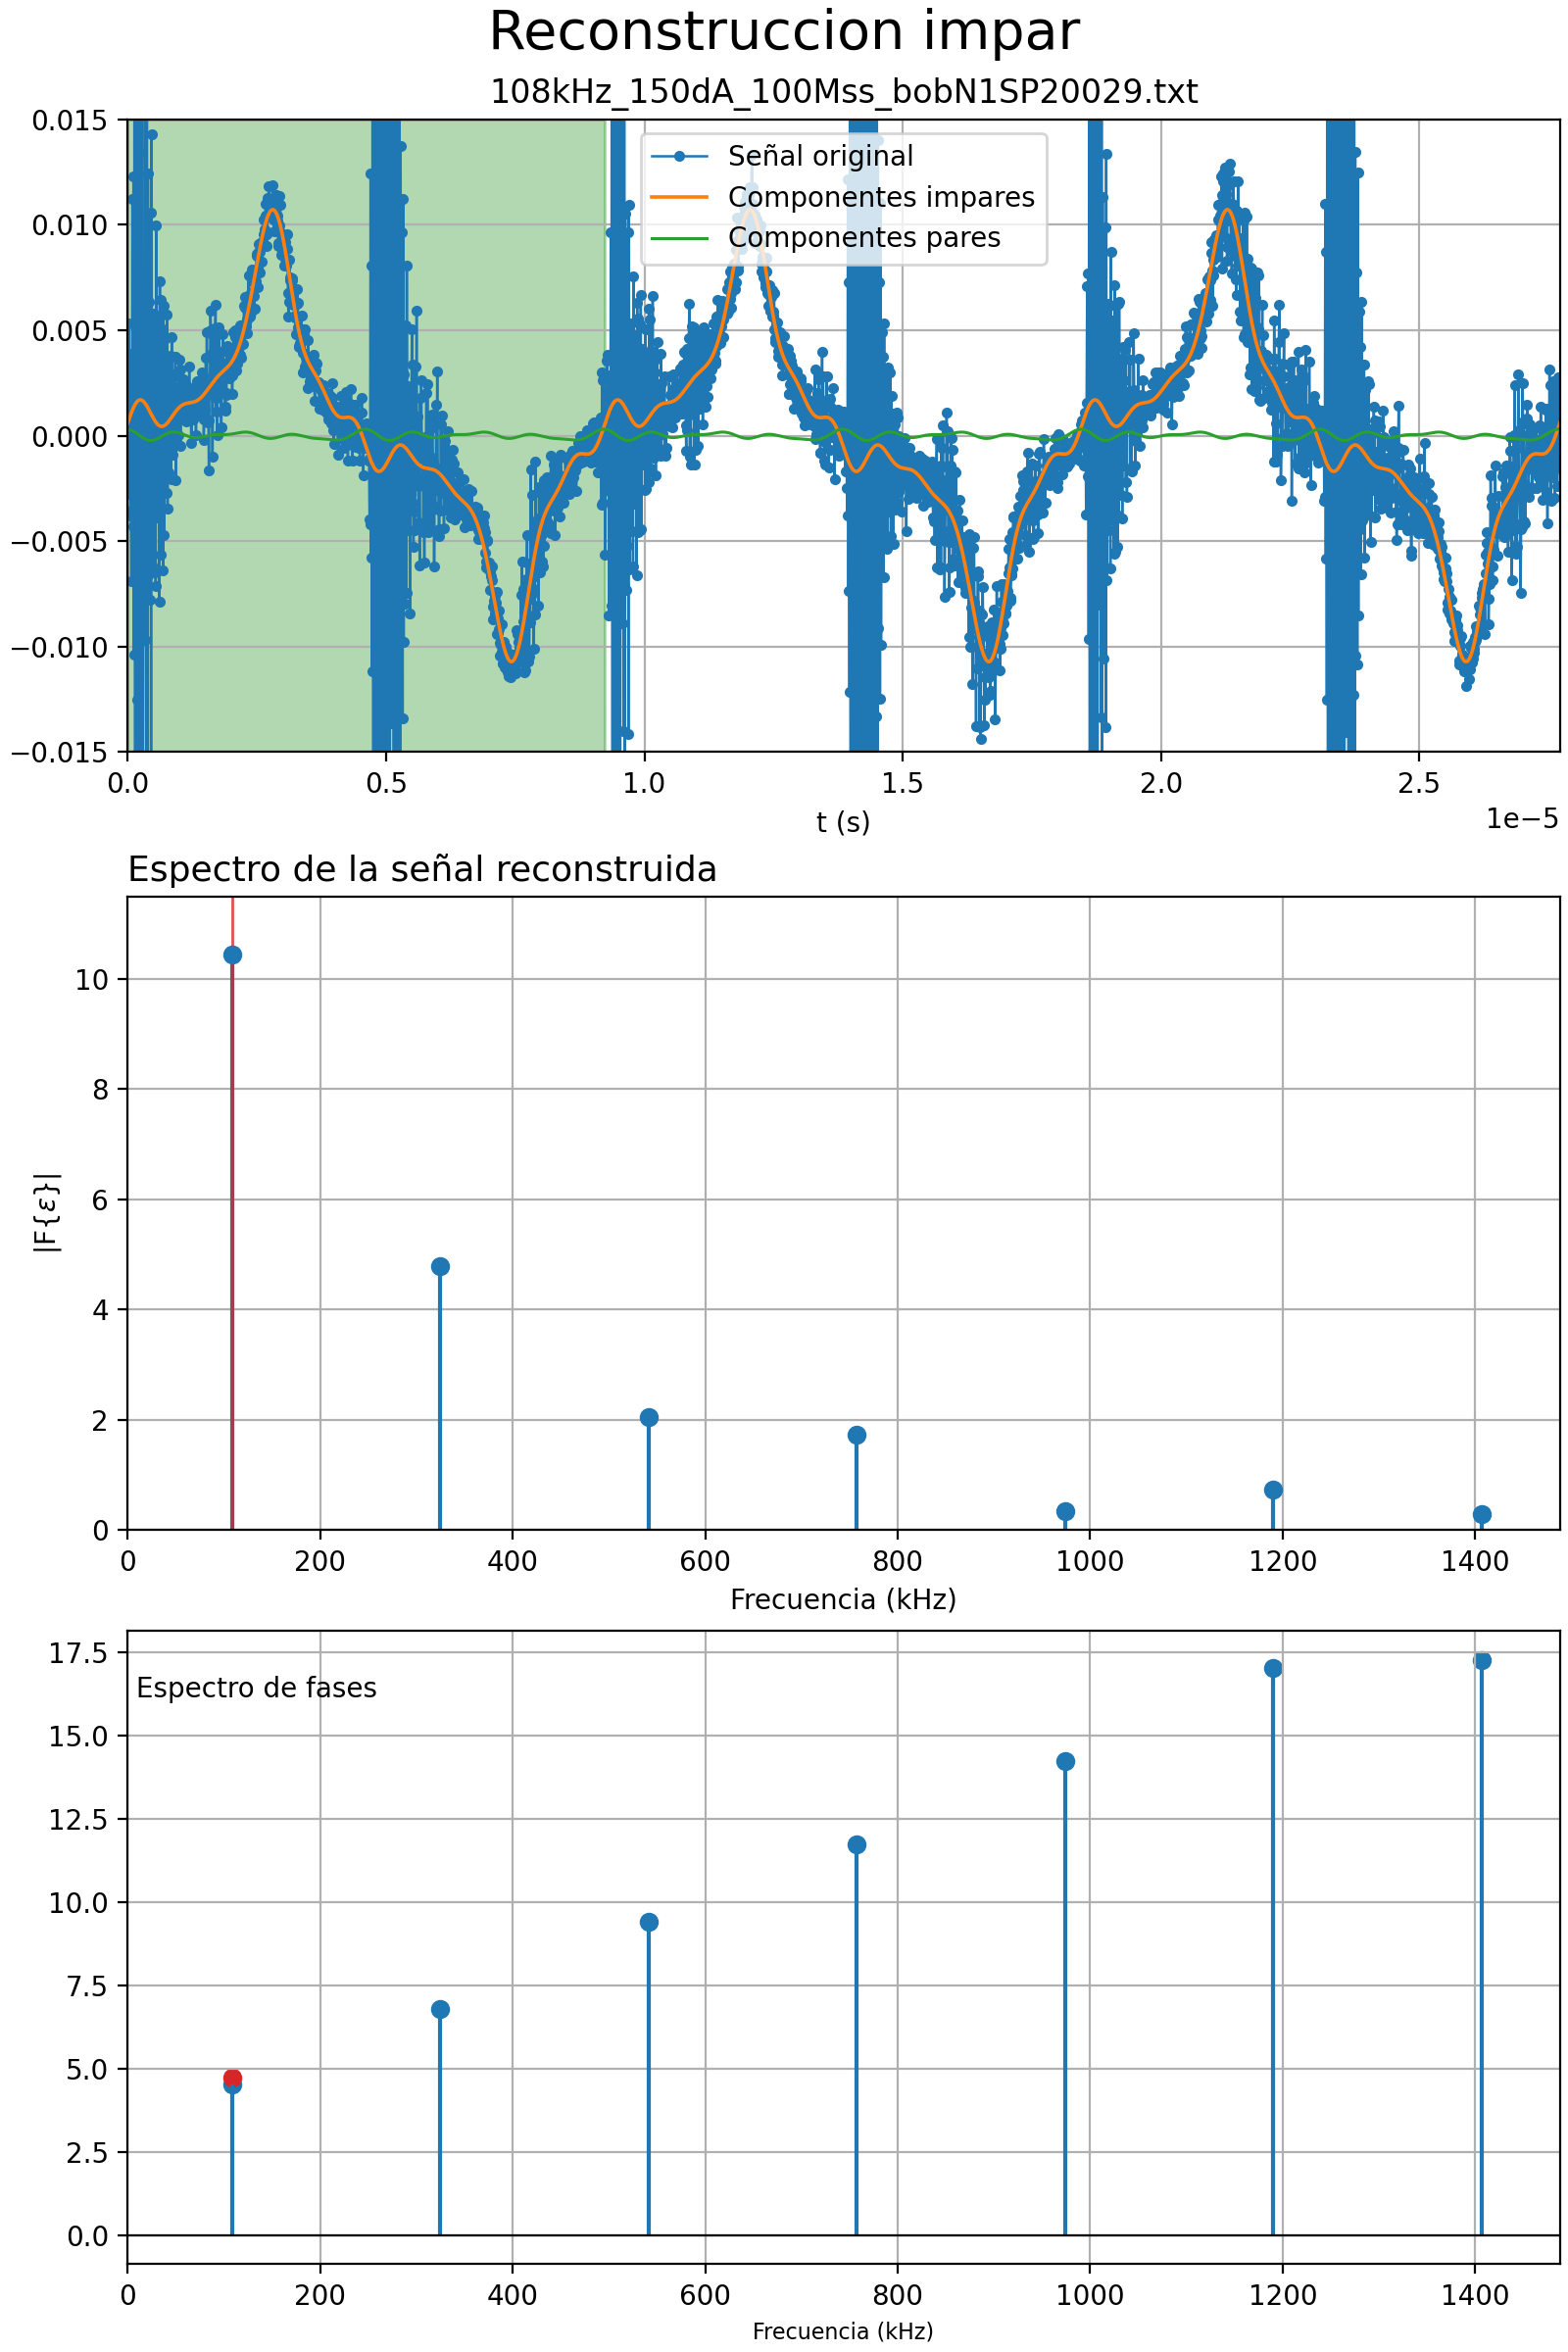 Reconstruccion impar
108kHz_150dA_100Mss_bobN1SP20029.txt
Señal original
Componentes impares
Componentes pares
0.015
0.010
0.005
0.000
−0.005
−0.010
−0.015
0.0 0.5 1.0 1.5 2.0 2.5
1e−5
t (s)
Espectro de la señal reconstruida
|F{ε}|
10
8
6
4
2
0
0 200 400 600 800 1000 1200 1400
Frecuencia (kHz)
Espectro de fases
17.5
15.0
12.5
10.0
7.5
5.0
2.5
0.0
0 200 400 600 800 1000 1200 1400
Frecuencia (kHz)